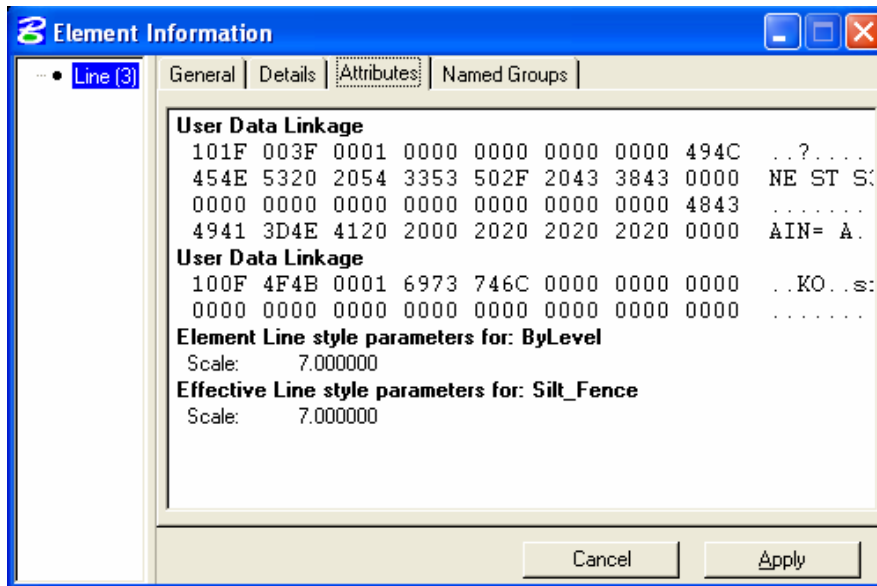 Element Information
Line (3)
General Details Attributes Named Groups
User Data Linkage
101F 003F 0001 0000 0000 0000 0000 494C ..?.....
454E 5320 2054 3353 502F 2043 3843 0000 NE ST S
0000 0000 0000 0000 0000 0000 0000 4843 .......
4941 3D4E 4120 2000 2020 2020 2020 0000 AIN= A.
User Data Linkage
100F 4F4B 0001 6973 746C 0000 0000 0000 ..KO..s
0000 0000 0000 0000 0000 0000 0000 0000 .......
Element Line style parameters for: ByLevel
Scale: 7.000000
Effective Line style parameters for: Silt_Fence
Scale: 7.000000
Cancel Apply